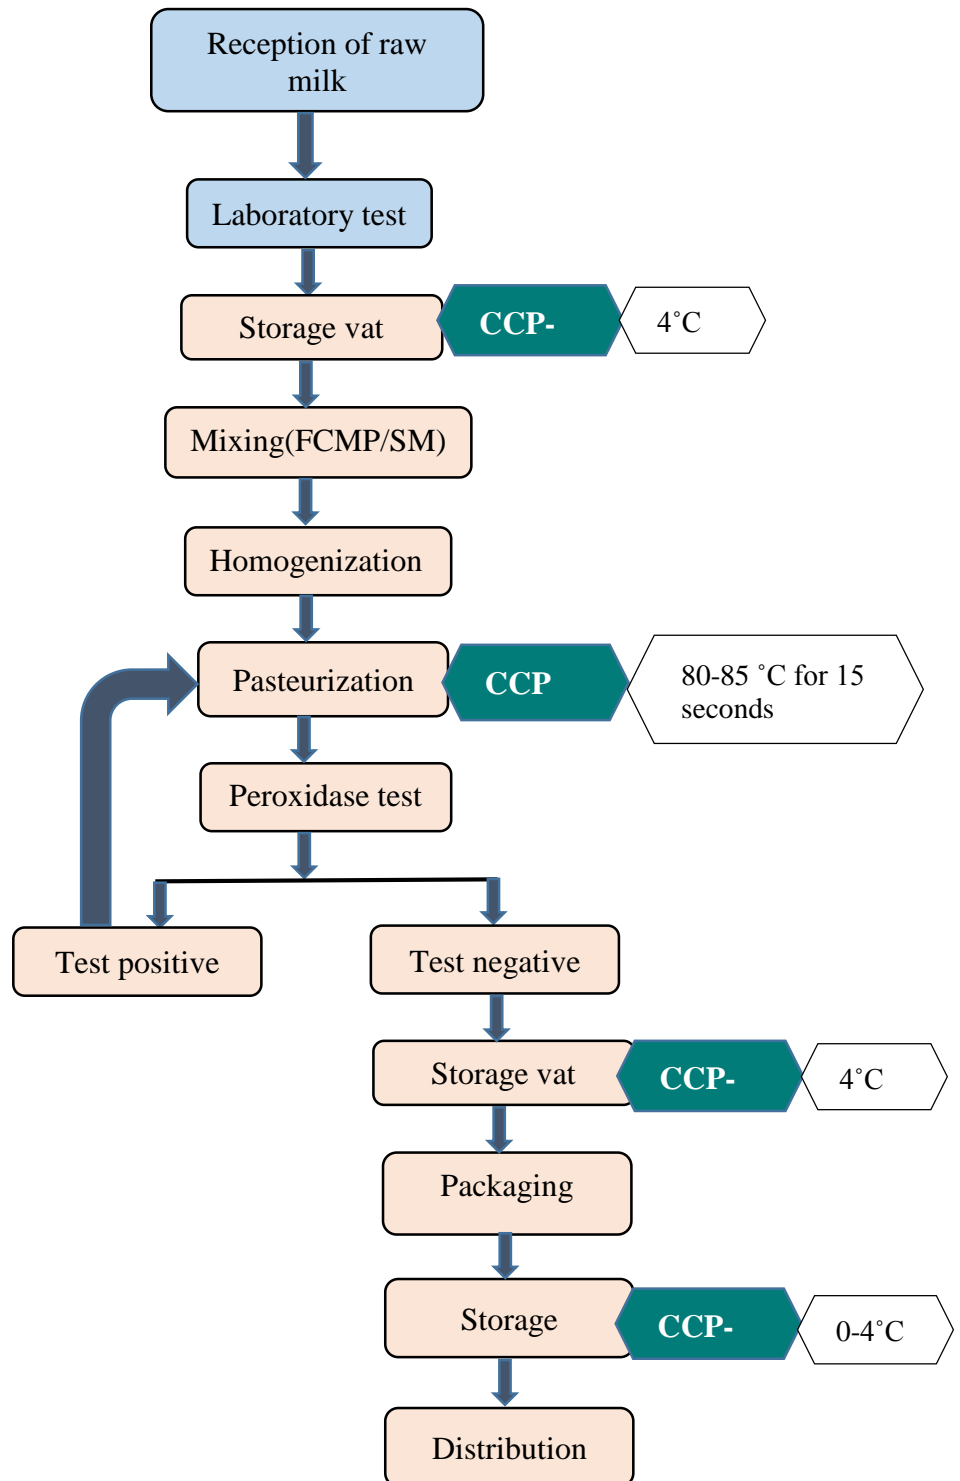 Reception of raw
milk
Laboratory test
Storage vat
CCP-
4˚C
Mixing(FCMP/SM)
Homogenization
Pasteurization
CCP
80-85 ˚C for 15
seconds
Peroxidase test
Test positive
Test negative
Storage vat
CCP-
4˚C
Packaging
Storage
CCP-
0-4˚C
Distribution